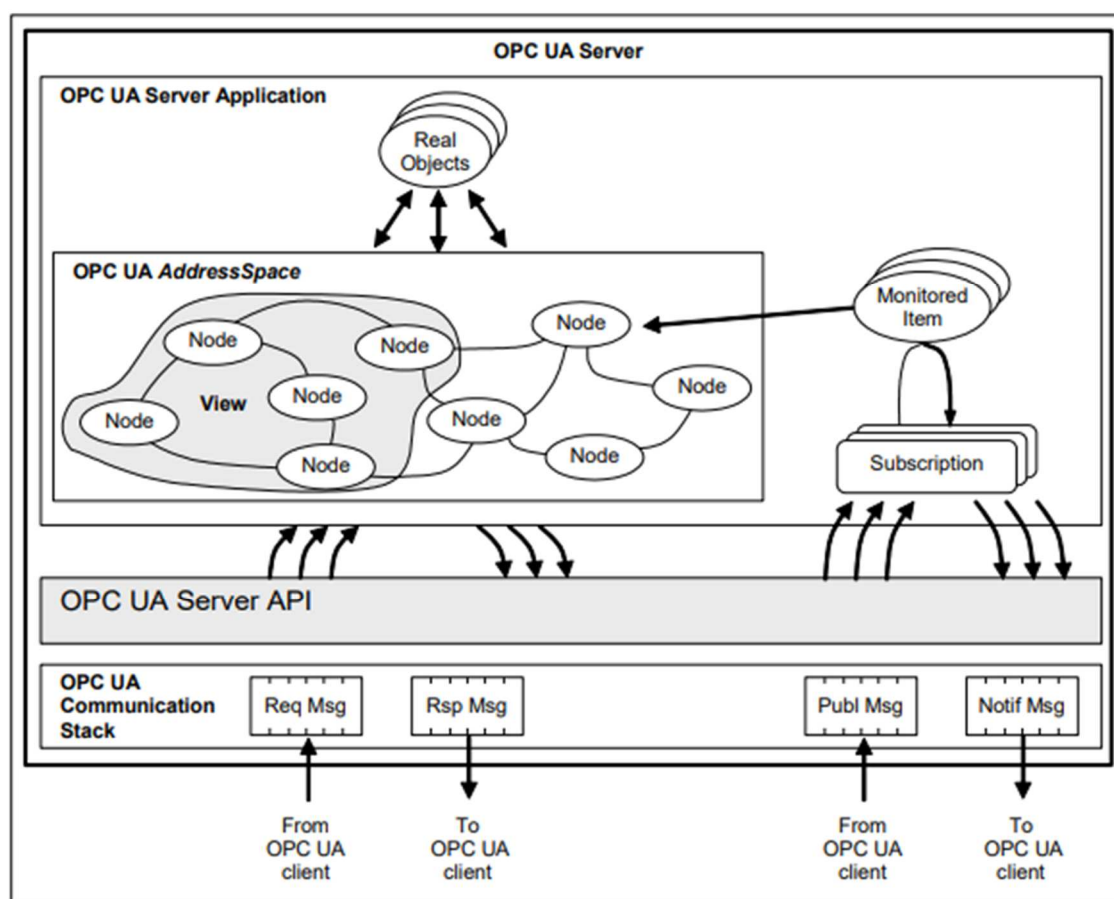 OPC UA Server
OPC UA Server Application
Real
Objects
OPC UA AddressSpace
Monitored
Item
Node
Node
Node
Node
Node
View
Node
Node
Node
Node
Subscription
OPC UA Server API
OPC UA
Communication
Stack
Req Msg
Rsp Msg
Publ Msg
Notif Msg
From
OPC UA
client
To
OPC UA
client
From
OPC UA
client
To
OPC UA
client